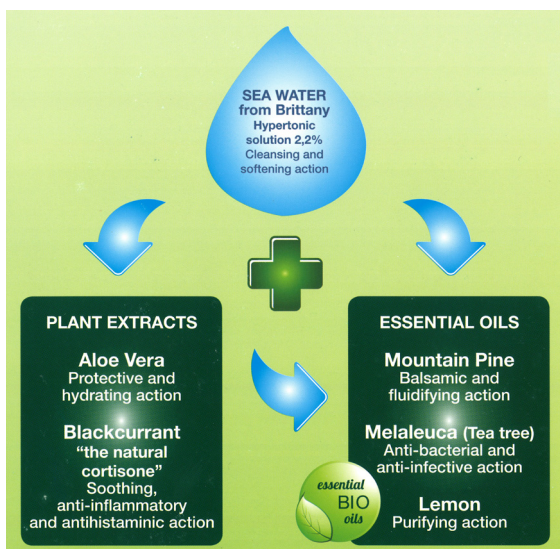 SEA WATER
from Brittany
Hypertonic
solution 2,2%
Cleansing and
softening action
PLANT EXTRACTS
Aloe Vera
Protective and
hydrating action
Blackcurrant
“the natural
cortisone”
Soothing,
anti-inflammatory
and antihistaminic action
ESSENTIAL OILS
Mountain Pine
Balsamic and
fluidifying action
Melaleuca (Tea tree)
Anti-bacterial and
anti-infective action
Lemon
Purifying action
essential
BIO
oils